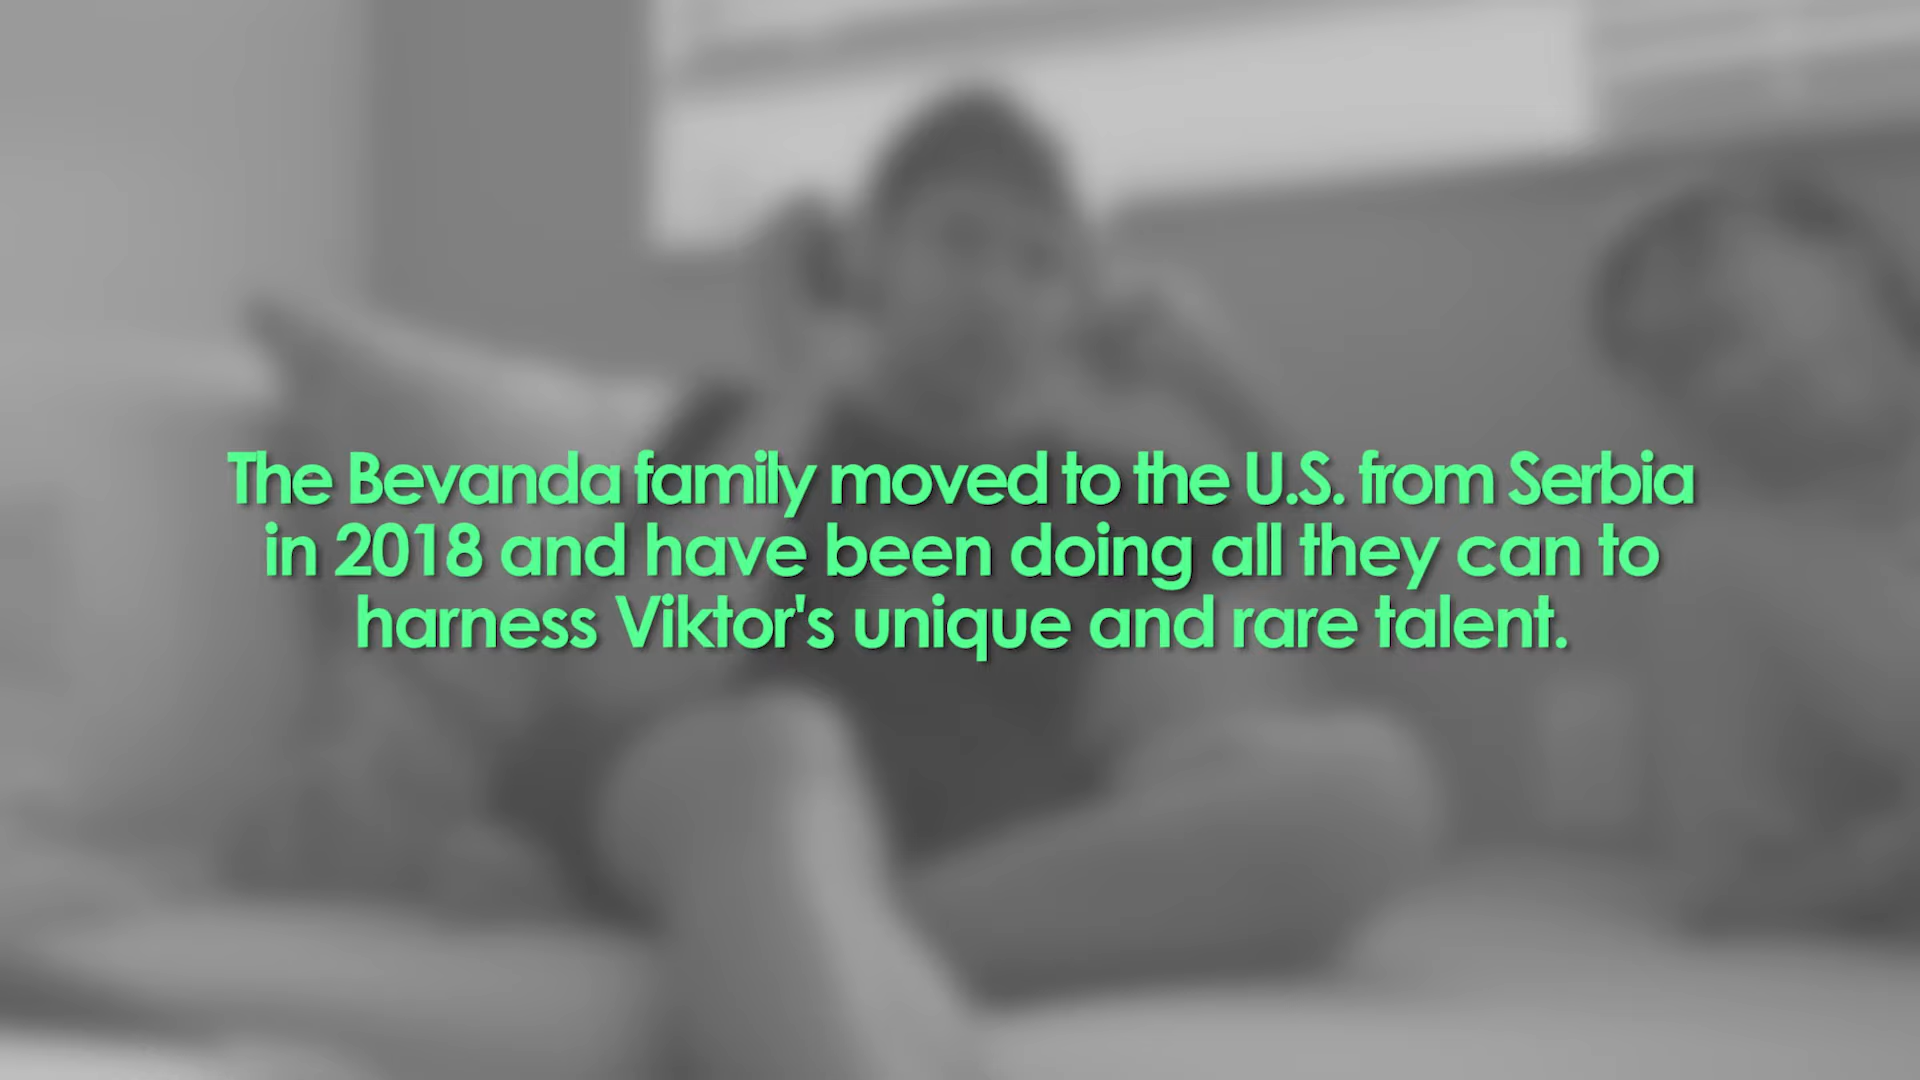 The Bevanda family moved to the U.S. from Serbia
in 2018 and have been doing all they can to
harness Viktor's unique and rare talent.